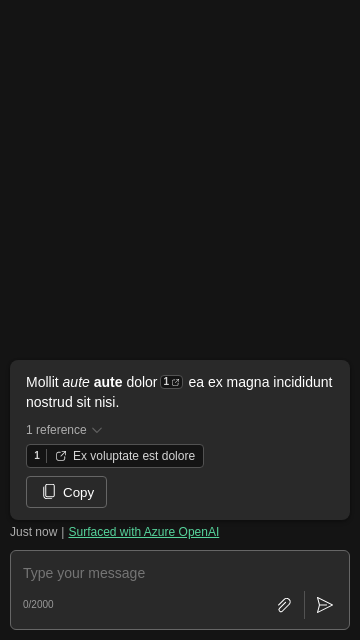 Mollit aute aute dolor 1 ea ex magna incididunt
nostrud sit nisi.
1 reference
1 Ex voluptate est dolore
Copy
Just now | Surfaced with Azure OpenAI
Type your message
0/2000